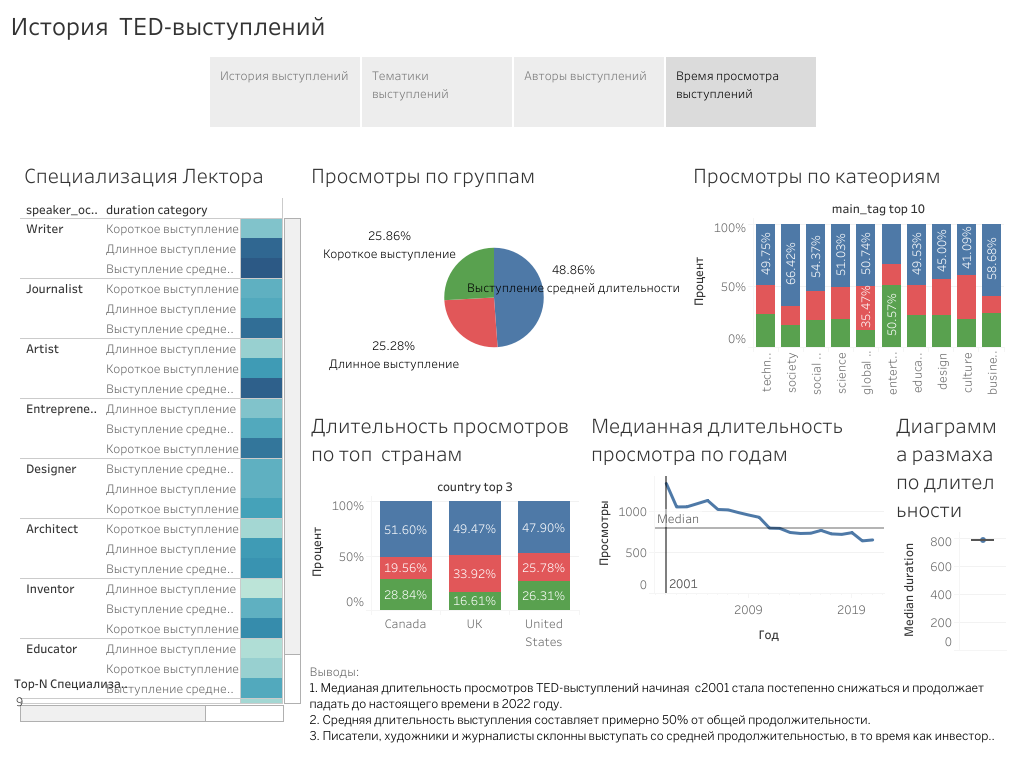 История TED-выступлений
История выступлений
Тематики
выступлений
Авторы выступлений
Время просмотра
выступлений
Специализация Лектора
speaker_oc.. duration category
Writer Короткое выступление
Длинное выступление
Выступление средне..
Journalist Короткое выступление
Длинное выступление
Выступление средне..
Artist Длинное выступление
Короткое выступление
Выступление средне..
Entreprene.. Длинное выступление
Выступление средне..
Короткое выступление
Designer Выступление средне..
Длинное выступление
Короткое выступление
Architect Короткое выступление
Длинное выступление
Выступление средне..
Inventor Длинное выступление
Выступление средне..
Короткое выступление
Educator Длинное выступление
Короткое выступление
Выступление средне..
Top-N Специализа..
9
Просмотры по группам
25.86%
Короткое выступление
48.86%
Выступление средней длительности
25.28%
Длинное выступление
Просмотры по катеориям
main_tag top 10
Процент
100%
50%
0%
49.75%
66.42%
54.37%
51.03%
50.74%
35.47%
50.57%
49.53%
45.00%
41.09%
58.68%
techn..
society
social ..
science
global ..
entert..
educa..
design
culture
busine..
Длительность просмотров
по топ странам
country top 3
Процент
100%
50%
0%
51.60% 49.47% 47.90%
19.56% 33.92% 25.78%
28.84% 16.61% 26.31%
Canada UK United
States
Медианная длительность
просмотра по годам
Просмотры
1000
500
0
Median
2001
2009 2019
Год
Диаграмм
а размаха
по длител
ьности
Median duration
800
600
400
200
0
Выводы:
1. Медианая длительность просмотров TED-выступлений начиная с2001 стала постепенно снижаться и продолжает
падать до настоящего времени в 2022 году.
2. Средняя длительность выступления составляет примерно 50% от общей продолжительности.
3. Писатели, художники и журналисты склонны выступать со средней продолжительностью, в то время как инвестор..